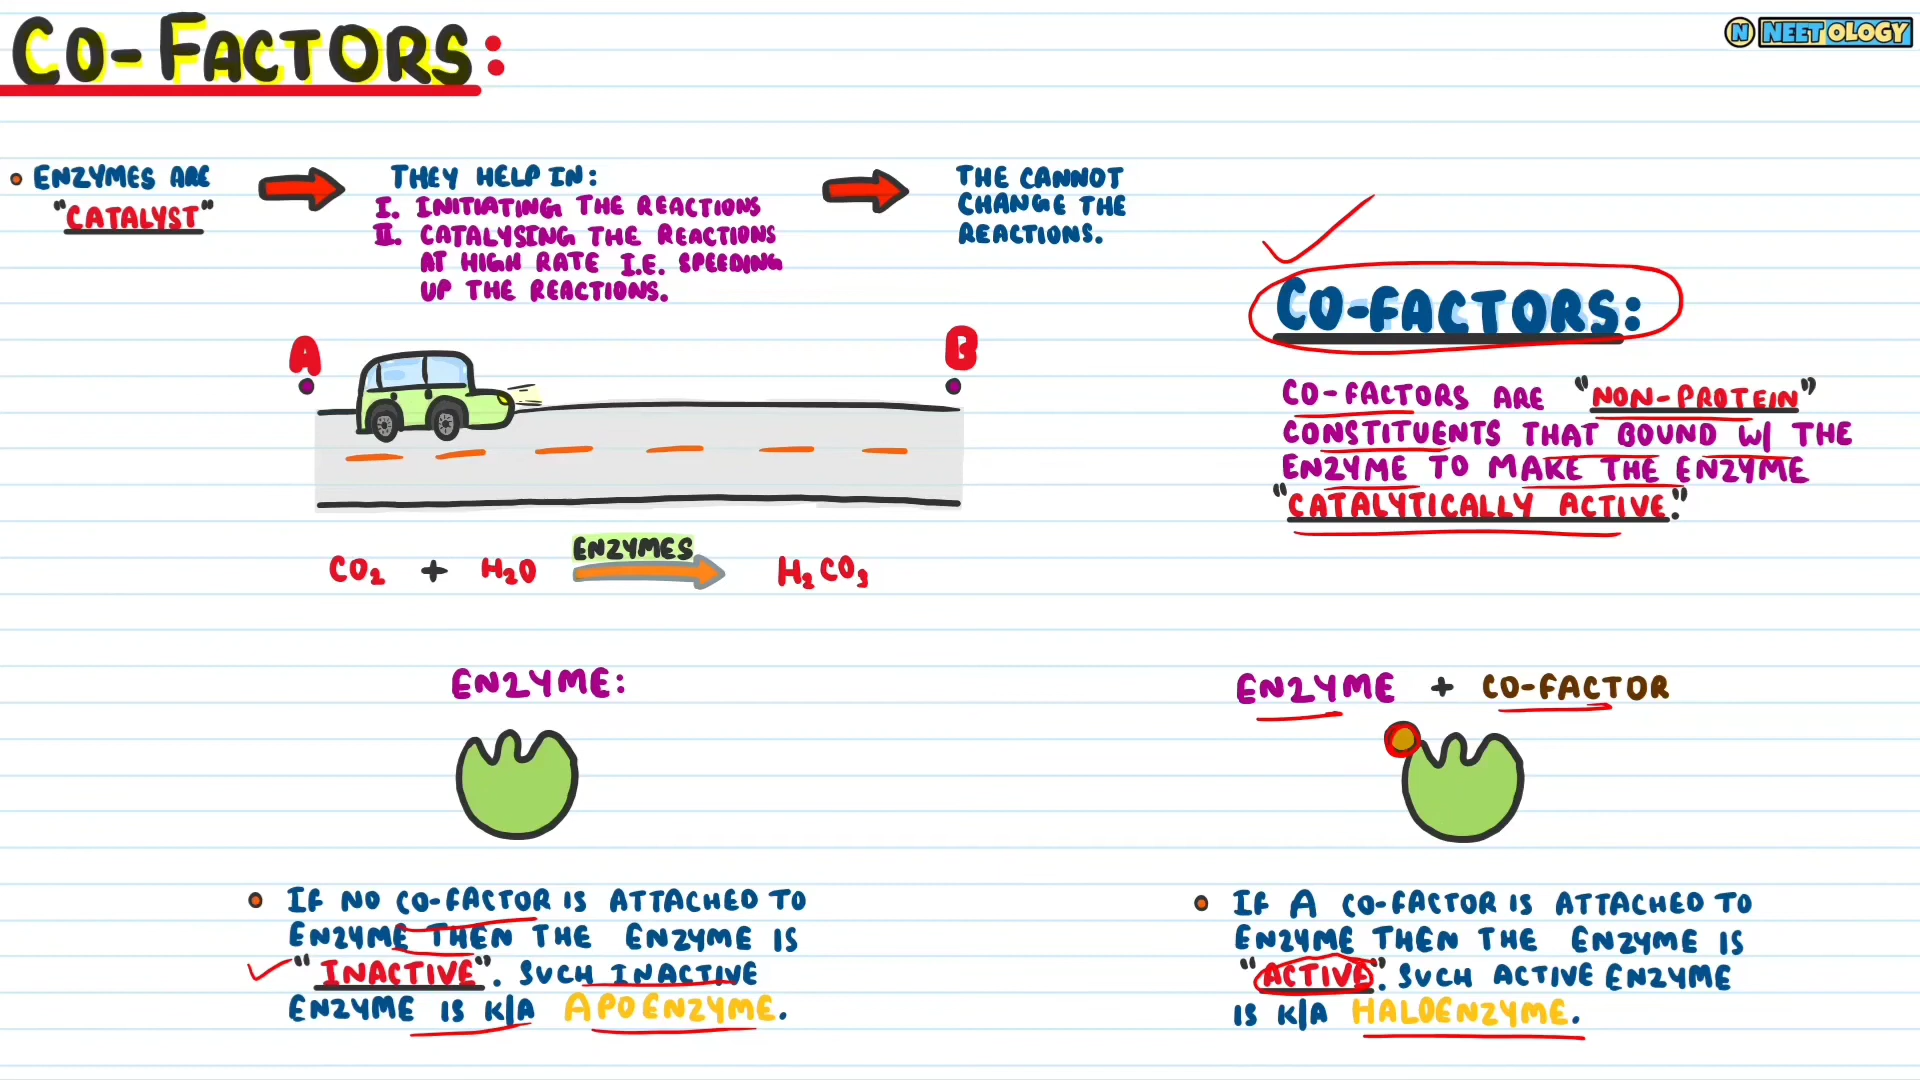 CO-FACTORS:
NEETOLOGY
ENZYMES ARE
"CATALYST"
THEY HELP IN:
I. INITIATING THE REACTIONS
II. CATALYSING THE REACTIONS
AT HIGH RATE I.E. SPEEDING
UP THE REACTIONS.
THE CANNOT
CHANGE THE
REACTIONS.
A
B
ENZYMES
CO₂ + H₂O H₂CO₃
CO-FACTORS:
CO-FACTORS ARE "NON-PROTEIN"
CONSTITUENTS THAT BOUND W/ THE
ENZYME TO MAKE THE ENZYME
"CATALYTICALLY ACTIVE."
ENZYME:
IF NO CO-FACTOR IS ATTACHED TO
ENZYME THEN THE ENZYME IS
"INACTIVE". SUCH INACTIVE
ENZYME IS K/A APOENZYME.
ENZYME + CO-FACTOR
IF A CO-FACTOR IS ATTACHED TO
ENZYME THEN THE ENZYME IS
"ACTIVE". SUCH ACTIVE ENZYME
IS K/A HALOENZYME.